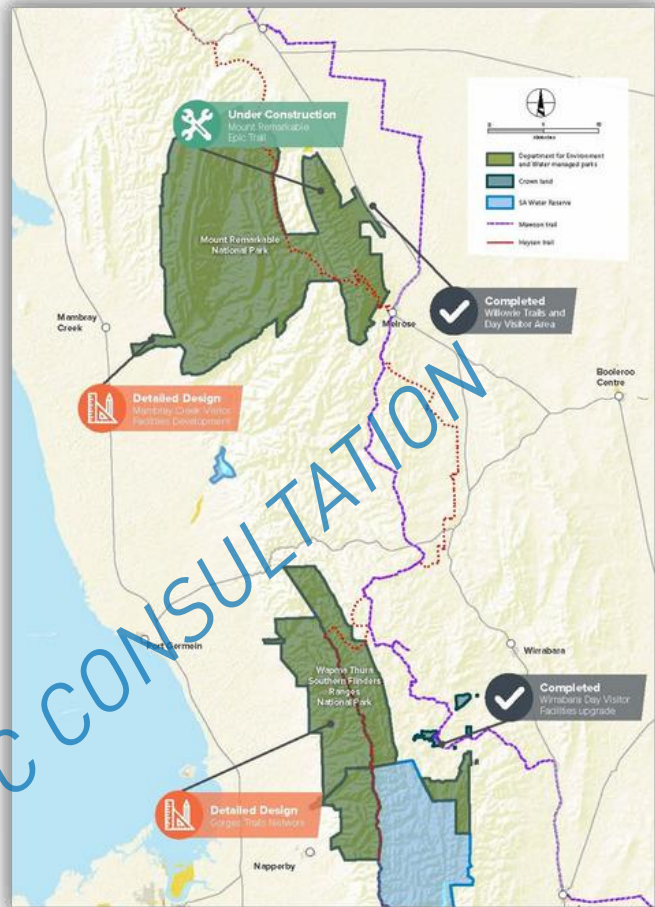 Under Construction
Mount Remarkable
Epic Trail
Department for Environment
and Water managed parks
Crown land
SA Water Reserve
Mawson trail
Heysen trail
Mount Remarkable
National Park
Mambray
Creek
Completed
Willowie Trails and
Day Visitor Area
Melrose
Booleroo
Centre
Detailed Design
Mambray Creek Visitor
Facilities Development
CONSULTATION
Port Germein
Wirrabara
Wapma Thura
Southern Flinders
Ranges
National Park
Completed
Wirrabara Day Visitor
Facilities upgrade
Detailed Design
Gorges Trails Network
Napperby